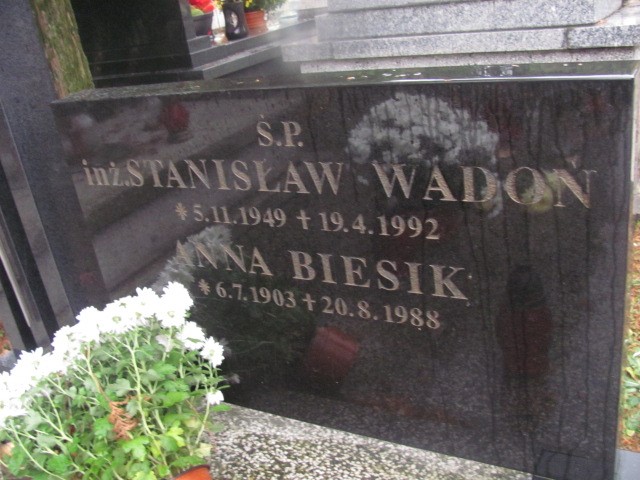 Ś.P.
inż. STANISŁAW WADOŃ
* 5.11.1949 + 19.4.1992
ANNA BIESIK
* 6.7.1903 + 20.8.1988